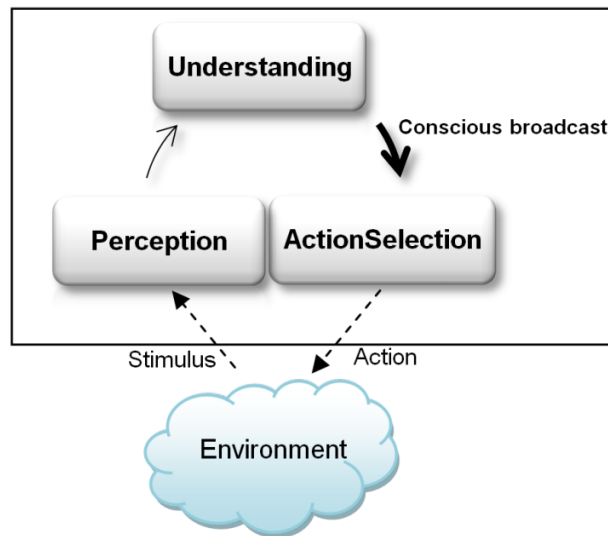 Understanding
Conscious broadcast
Perception
ActionSelection
Stimulus
Action
Environment